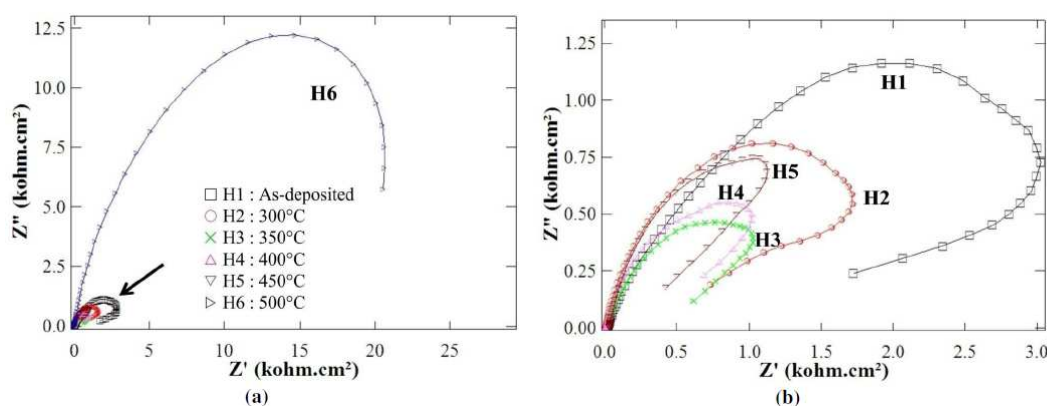 12.5
10.0
7.5
5.0
2.5
0.0
Z'' (kohm.cm²)
H6
H1 : As-deposited
H2 : 300°C
H3 : 350°C
H4 : 400°C
H5 : 450°C
H6 : 500°C
0 5 10 15 20 25
Z' (kohm.cm²)
(a)
1.25
1.00
0.75
0.50
0.25
0.00
Z'' (kohm.cm²)
H1
H5
H4
H2
H3
0.0 0.5 1.0 1.5 2.0 2.5 3.0
Z' (kohm.cm²)
(b)